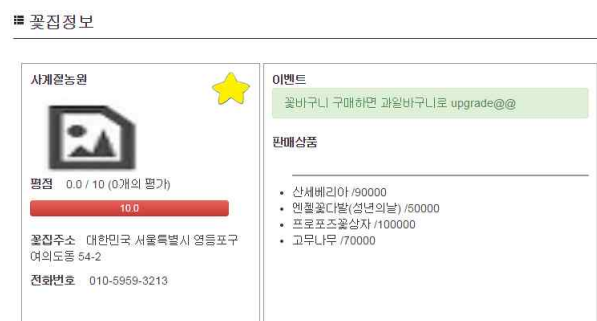 꽃집정보
사계절농원
평점 0.0 / 10 (0개의 평가)
10.0
꽃집주소 대한민국 서울특별시 영등포구
여의도동 54-2
전화번호 010-5959-3213
이벤트
꽃바구니 구매하면 과일바구니로 upgrade@@
판매상품
산세베리아 /90000
엔젤꽃다발(성년의날) /50000
프로포즈꽃상자 /100000
고무나무 /70000